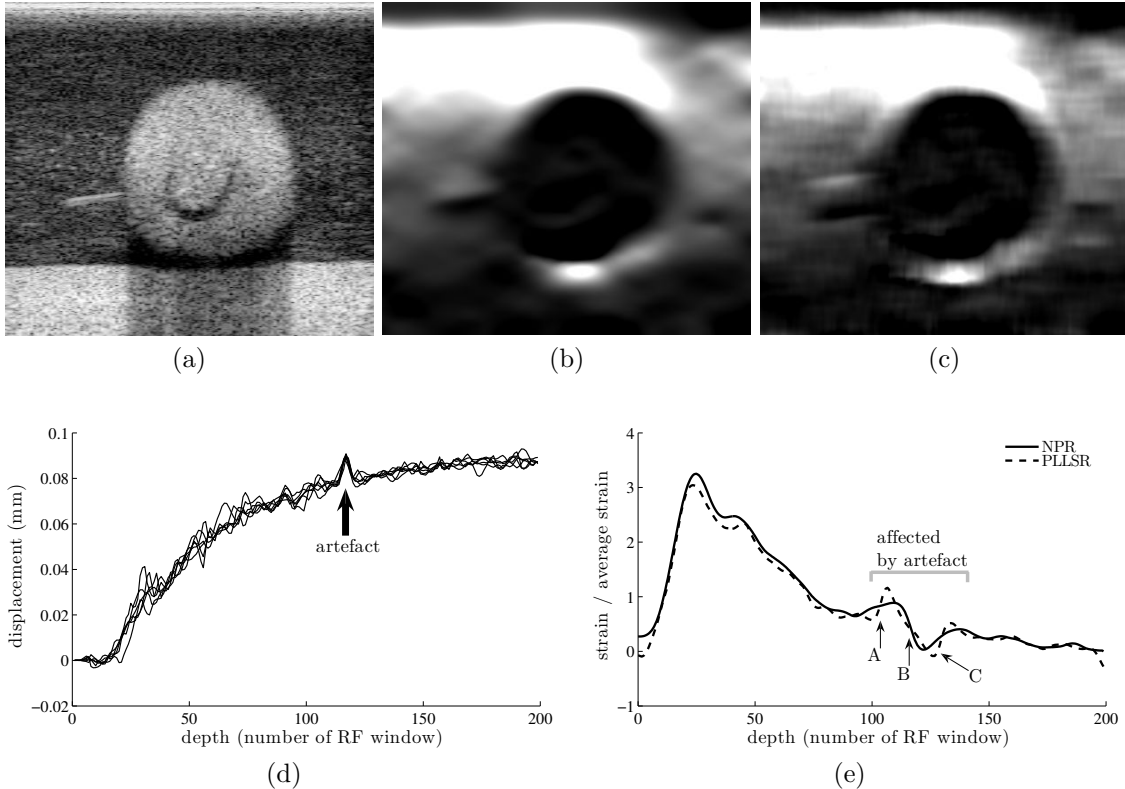 (a)
(b)
(c)
0.1
0.08
0.06
0.04
0.02
0
−0.02
displacement (mm)
artefact
0
50
100
150
200
depth (number of RF window)
(d)
4
3
2
1
0
−1
strain / average strain
NPR
PLLSR
affected
by artefact
A
B
C
0
50
100
150
200
depth (number of RF window)
(e)